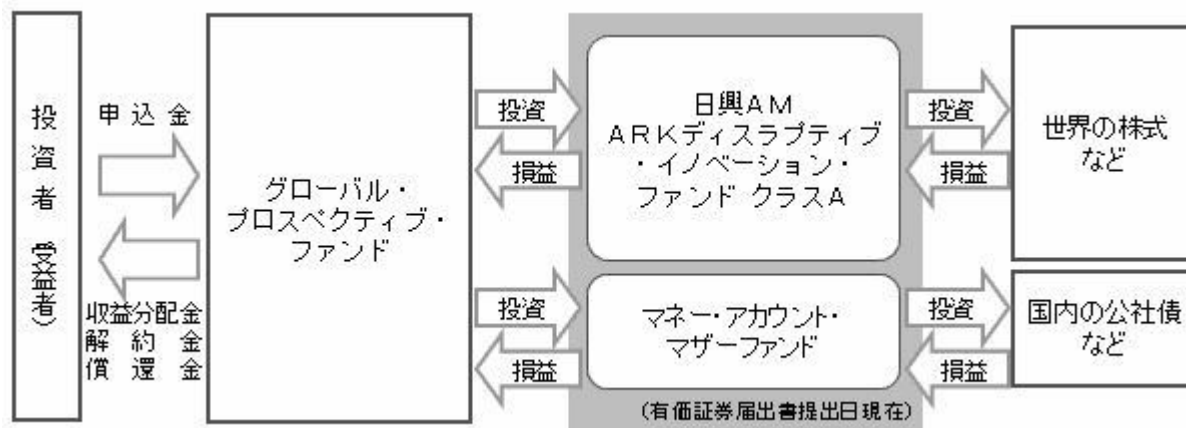 投資者（受益者）
申込金
収益分配金
解約金
償還金
グローバル・
プロスペクティブ・
ファンド
投資
損益
投資
損益
日興AM
ARKディスラプティブ
・イノベーション・
ファンド クラスA
マネー・アカウント・
マザーファンド
（有価証券届出書提出日現在）
投資
損益
投資
損益
世界の株式
など
国内の公社債
など